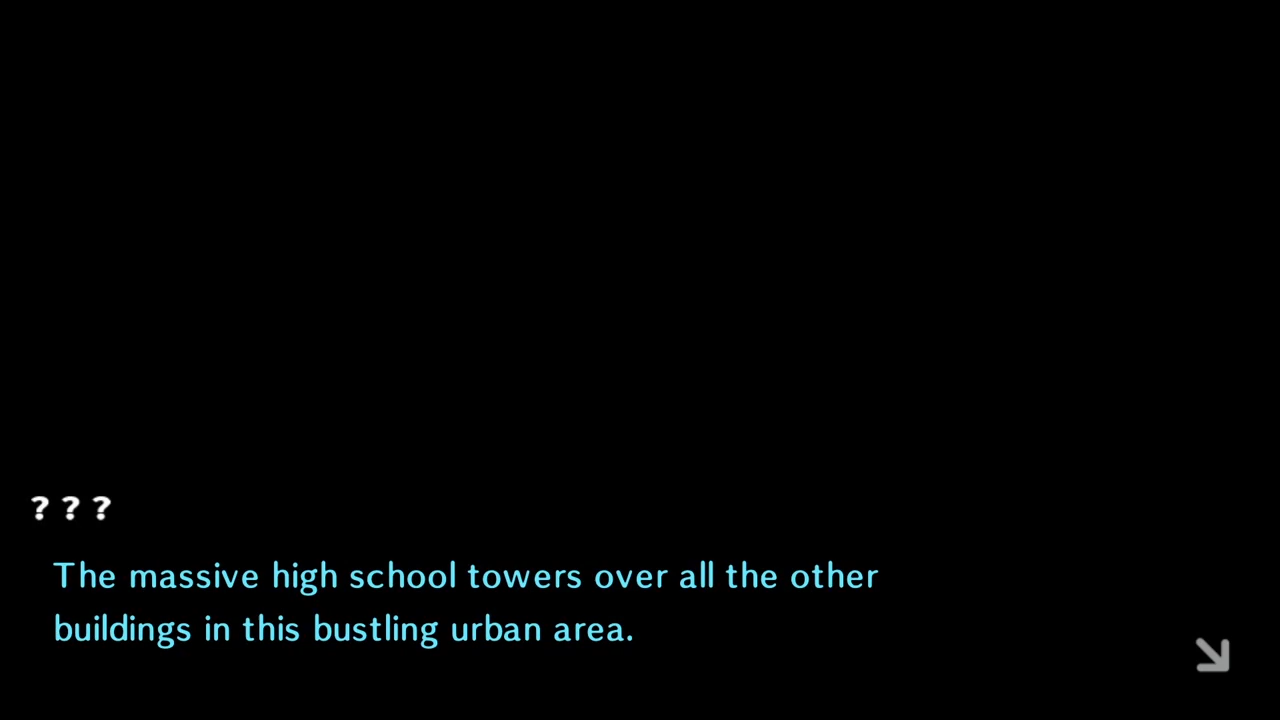 ? ? ?
The massive high school towers over all the other
buildings in this bustling urban area.